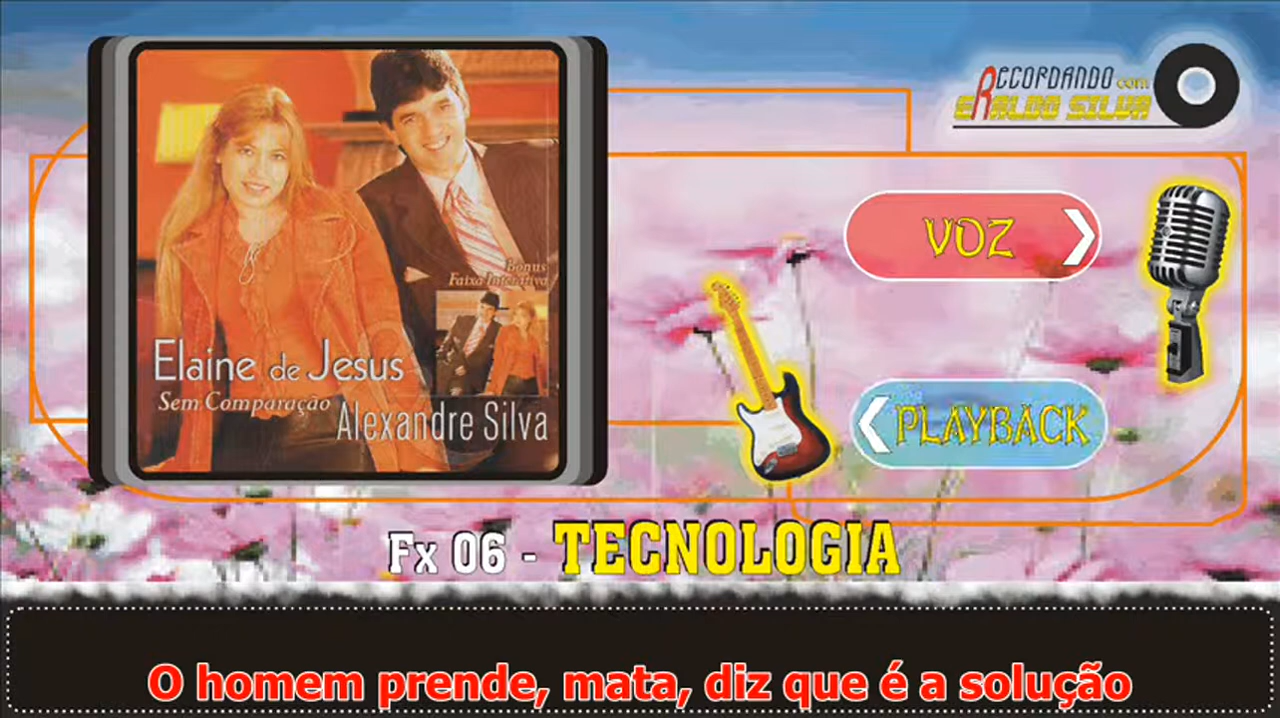 RECORDANDO com
ERALDO SILVA
VOZ
Bonus
Faixa Interativa
Elaine de Jesus
Sem Comparação
Alexandre Silva
PLAYBACK
Fx 06 - TECNOLOGIA
O homem prende, mata, diz que é a solução